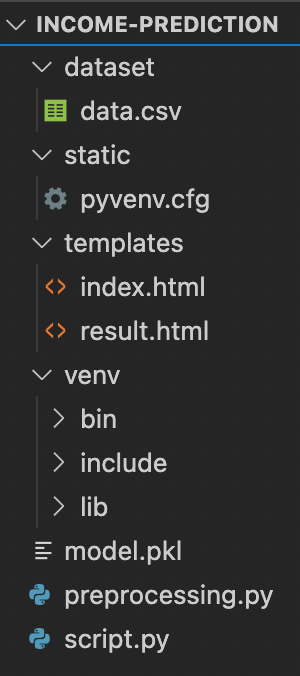 INCOME-PREDICTION
dataset
data.csv
static
pyvenv.cfg
templates
index.html
result.html
venv
bin
include
lib
model.pkl
preprocessing.py
script.py